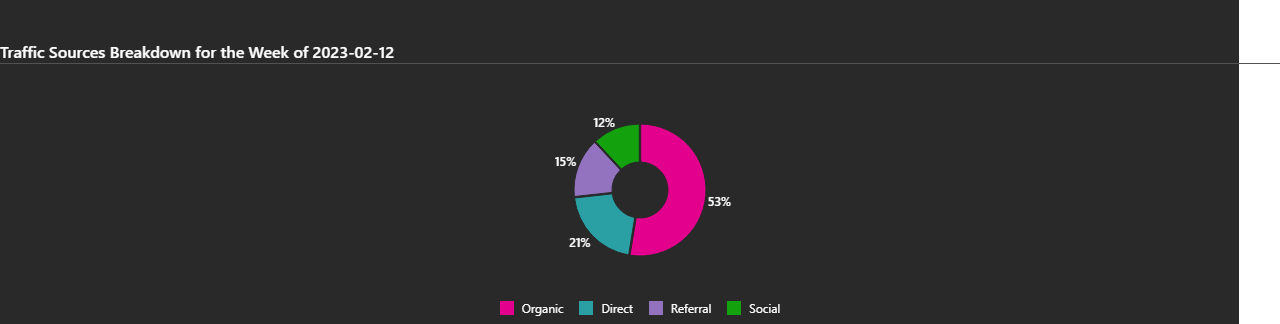 Traffic Sources Breakdown for the Week of 2023-02-12
12%
15%
53%
21%
Organic Direct Referral Social